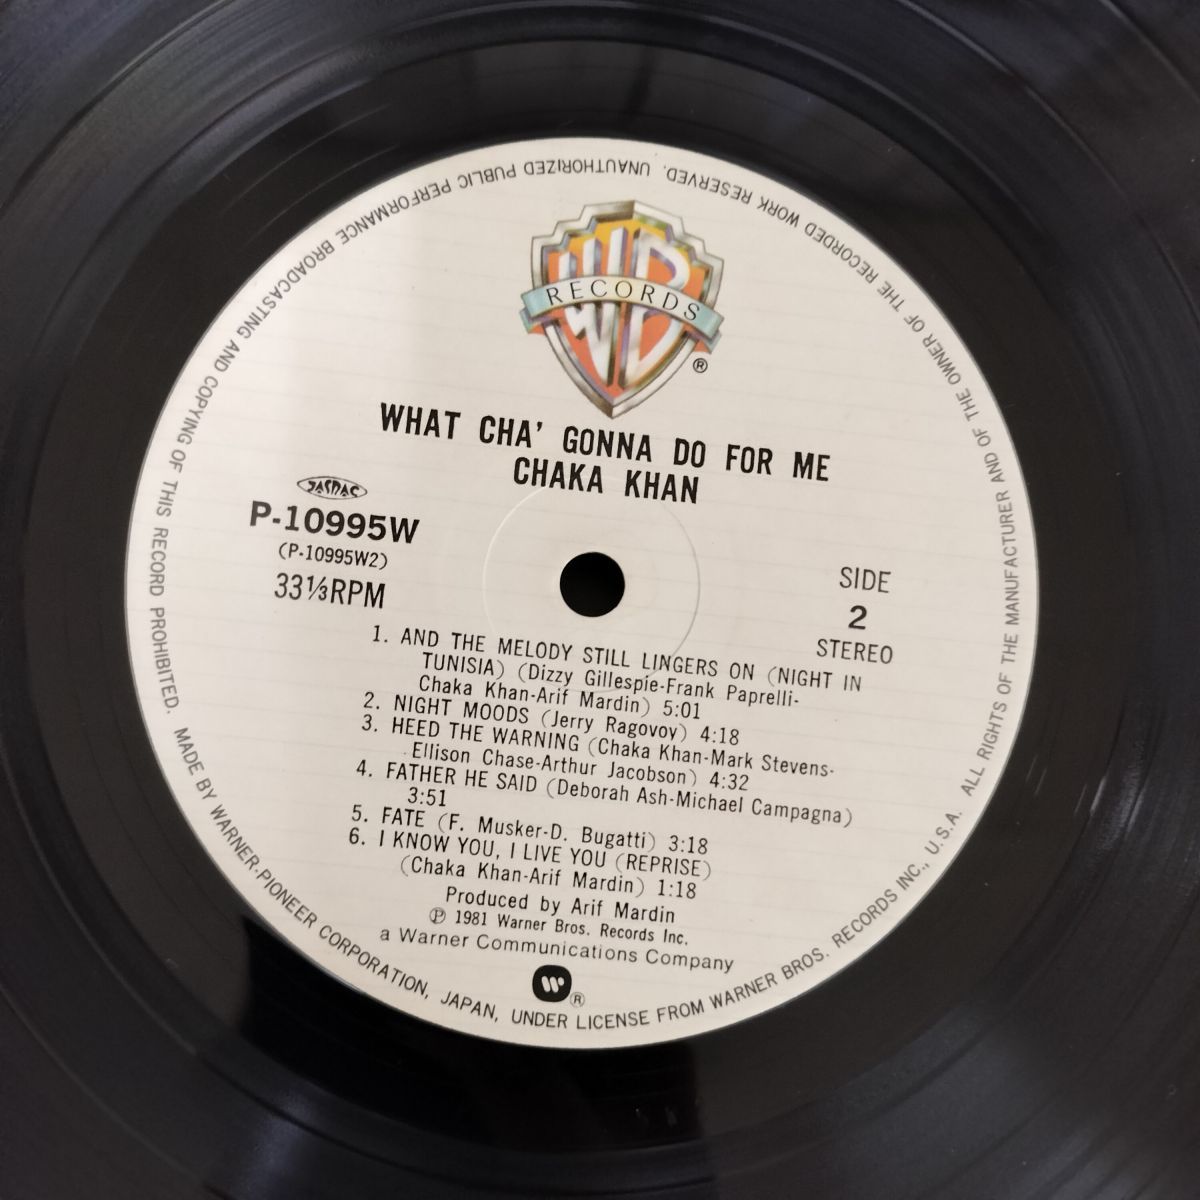 WB
RECORDS
®
WHAT CHA' GONNA DO FOR ME
CHAKA KHAN
JASRAC
P-10995W
(P-10995W2)
33⅓RPM
SIDE
2
STEREO
1. AND THE MELODY STILL LINGERS ON (NIGHT IN
TUNISIA) (Dizzy Gillespie-Frank Paprelli-
Chaka Khan-Arif Mardin) 5:01
2. NIGHT MOODS (Jerry Ragovoy) 4:18
3. HEED THE WARNING (Chaka Khan-Mark Stevens-
Ellison Chase-Arthur Jacobson) 4:32
4. FATHER HE SAID (Deborah Ash-Michael Campagna)
3:51
5. FATE (F. Musker-D. Bugatti) 3:18
6. I KNOW YOU, I LIVE YOU (REPRISE)
(Chaka Khan-Arif Mardin) 1:18
Produced by Arif Mardin
℗ 1981 Warner Bros. Records Inc.
a Warner Communications Company
®
MADE BY WARNER-PIONEER CORPORATION, JAPAN, UNDER LICENSE FROM WARNER BROS. RECORDS INC., U.S.A. ALL RIGHTS OF THE MANUFACTURER AND OF THE OWNER OF THE RECORDED WORK RESERVED. UNAUTHORIZED PUBLIC PERFORMANCE BROADCASTING AND COPYING OF THIS RECORD PROHIBITED.